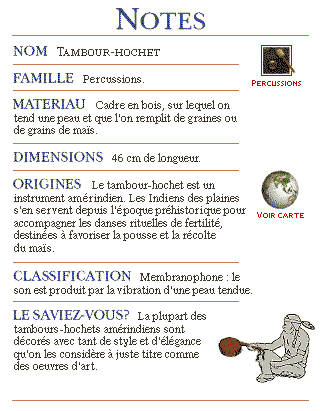 NOTES
NOM TAMBOUR-HOCHET
FAMILLE Percussions.
PERCUSSIONS
MATERIAU Cadre en bois, sur lequel on
tend une peau et que l'on remplit de graines ou
de grains de maïs.
DIMENSIONS 46 cm de longueur.
ORIGINES Le tambour-hochet est un
instrument amérindien. Les Indiens des plaines
s'en servent depuis l'époque préhistorique pour
accompagner les danses rituelles de fertilité,
destinées à favoriser la pousse et la récolte
du maïs.
VOIR CARTE
CLASSIFICATION Membranophone : le
son est produit par la vibration d'une peau tendue.
LE SAVIEZ-VOUS? La plupart des
tambours-hochets amérindiens sont
décorés avec tant de style et d'élégance
qu'on les considère à juste titre comme
des oeuvres d'art.